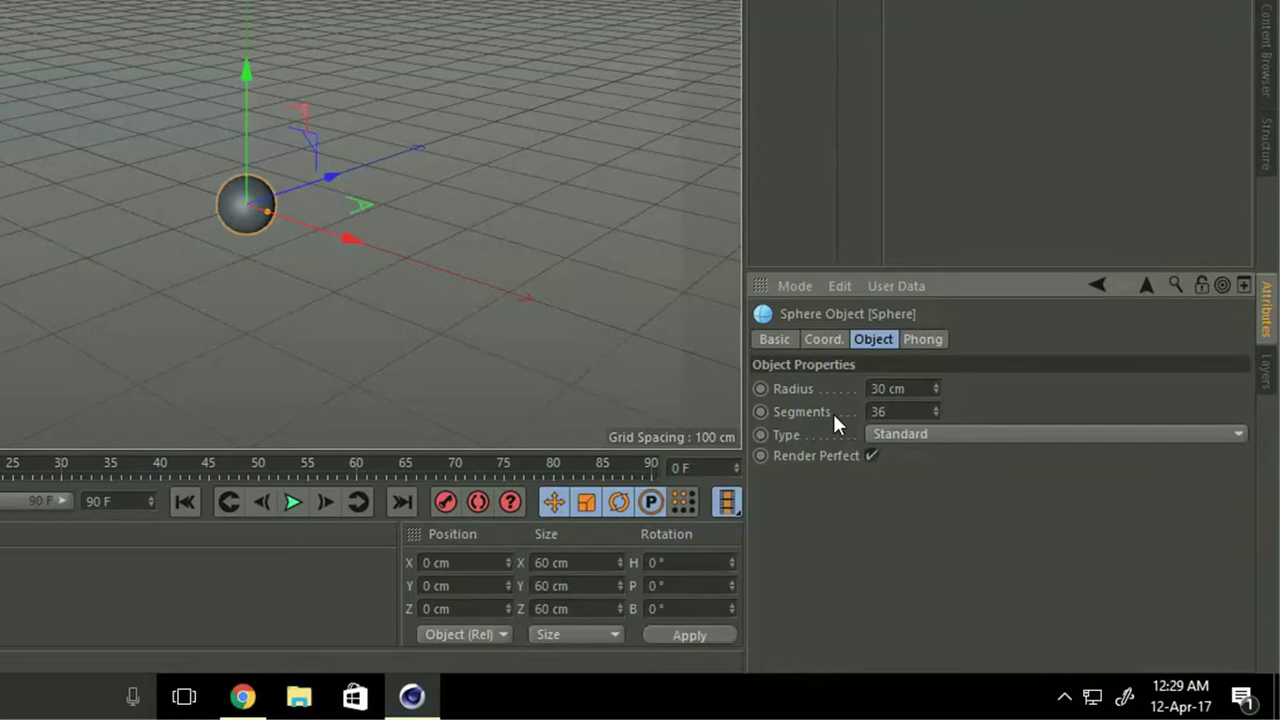 Content Browser
Structure
Mode Edit User Data
Attributes
Sphere Object [Sphere]
Basic Coord. Object Phong
Layers
Object Properties
Radius . . . . . . 30 cm
Segments . . . 36
Type . . . . . . . . Standard
Render Perfect
Grid Spacing : 100 cm
25 30 35 40 45 50 55 60 65 70 75 80 85 90 0 F
90 F 90 F
P
Position Size Rotation
X 0 cm X 60 cm H 0 °
Y 0 cm Y 60 cm P 0 °
Z 0 cm Z 60 cm B 0 °
Object (Rel) Size Apply
12:29 AM
12-Apr-17
1